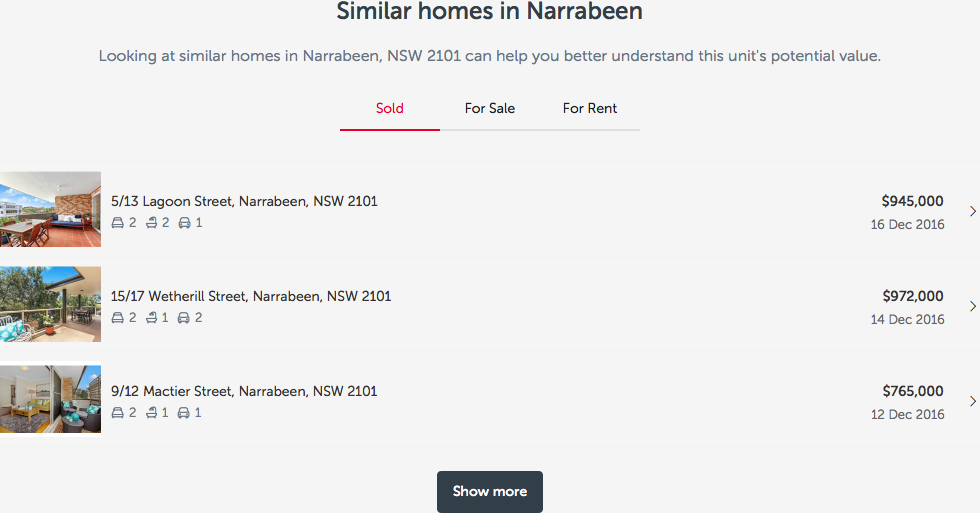 Similar homes in Narrabeen
Looking at similar homes in Narrabeen, NSW 2101 can help you better understand this unit's potential value.
Sold For Sale For Rent
5/13 Lagoon Street, Narrabeen, NSW 2101 $945,000
2 2 1 16 Dec 2016
15/17 Wetherill Street, Narrabeen, NSW 2101 $972,000
2 1 2 14 Dec 2016
9/12 Mactier Street, Narrabeen, NSW 2101 $765,000
2 1 1 12 Dec 2016
Show more